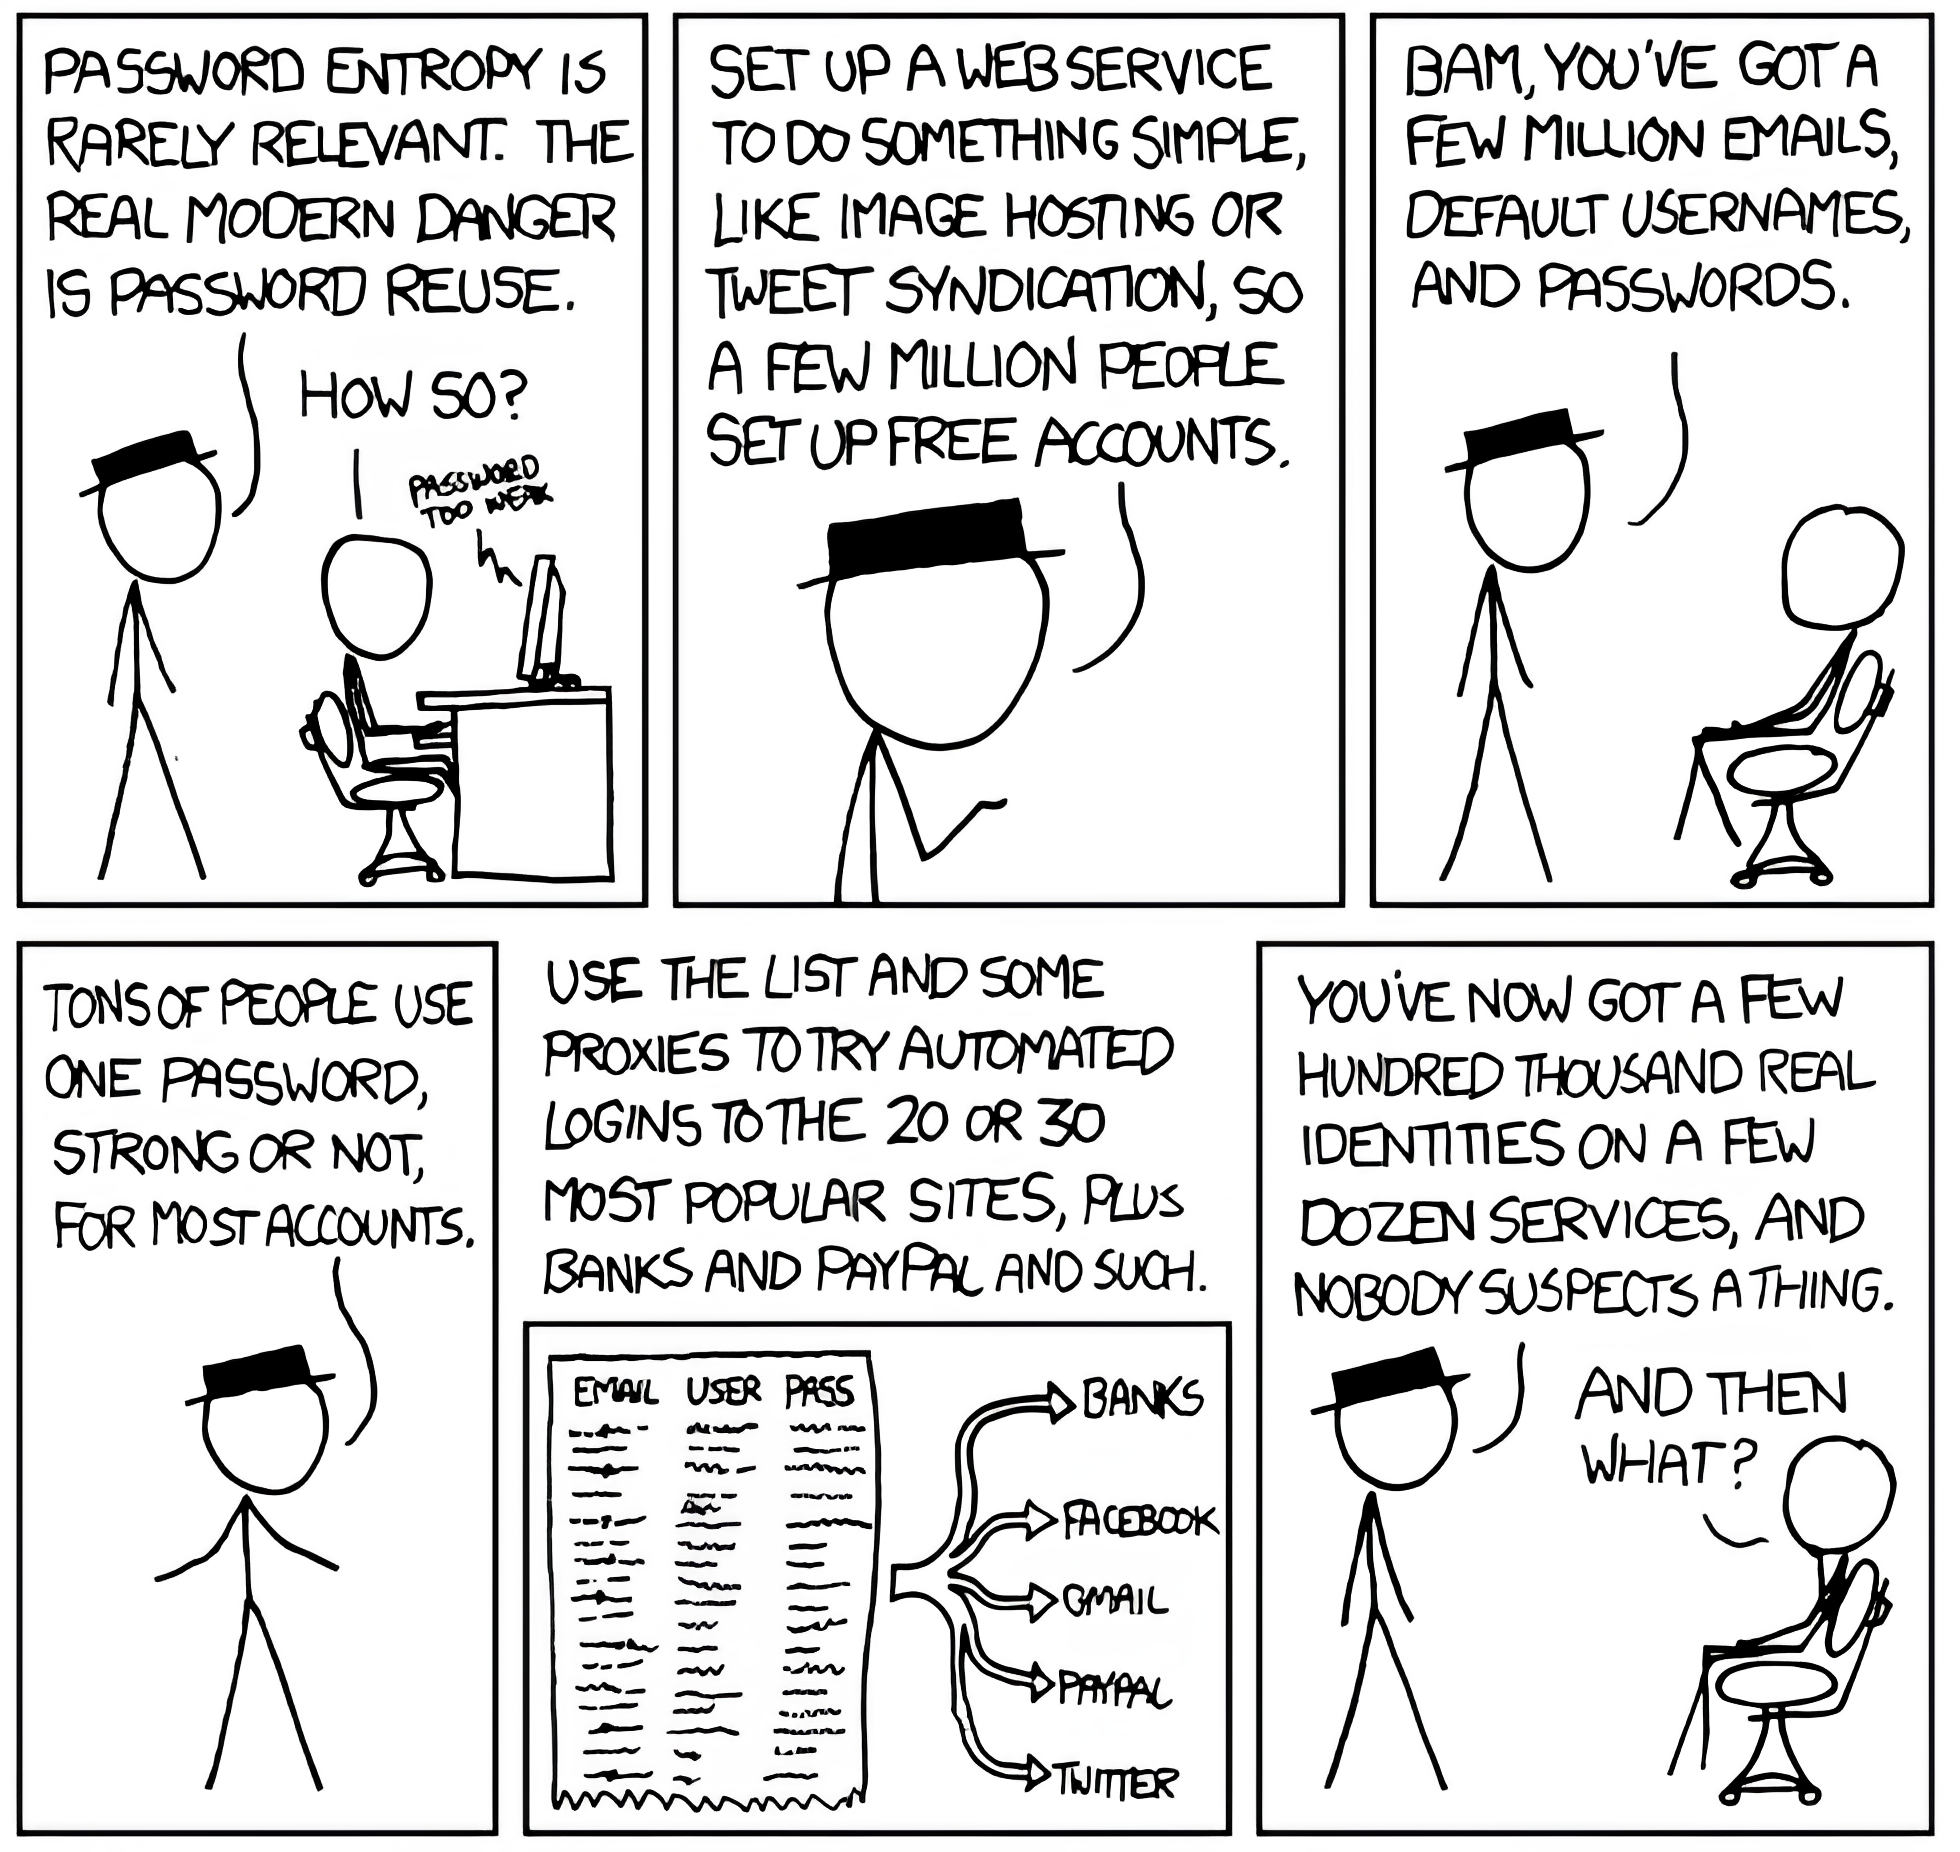 PASSWORD ENTROPY IS
RARELY RELEVANT. THE
REAL MODERN DANGER
IS PASSWORD REUSE.
HOW SO?
PASSWORD
TOO WEAK
SET UP A WEB SERVICE
TO DO SOMETHING SIMPLE,
LIKE IMAGE HOSTING OR
TWEET SYNDICATION, SO
A FEW MILLION PEOPLE
SET UP FREE ACCOUNTS.
BAM, YOU'VE GOT A
FEW MILLION EMAILS,
DEFAULT USERNAMES,
AND PASSWORDS.
TONS OF PEOPLE USE
ONE PASSWORD,
STRONG OR NOT,
FOR MOST ACCOUNTS.
USE THE LIST AND SOME
PROXIES TO TRY AUTOMATED
LOGINS TO THE 20 OR 30
MOST POPULAR SITES, PLUS
BANKS AND PAYPAL AND SUCH.
EMAIL USER PASS
BANKS
FACEBOOK
GMAIL
PAYPAL
TWITTER
YOU'VE NOW GOT A FEW
HUNDRED THOUSAND REAL
IDENTITIES ON A FEW
DOZEN SERVICES, AND
NOBODY SUSPECTS A THING.
AND THEN
WHAT?